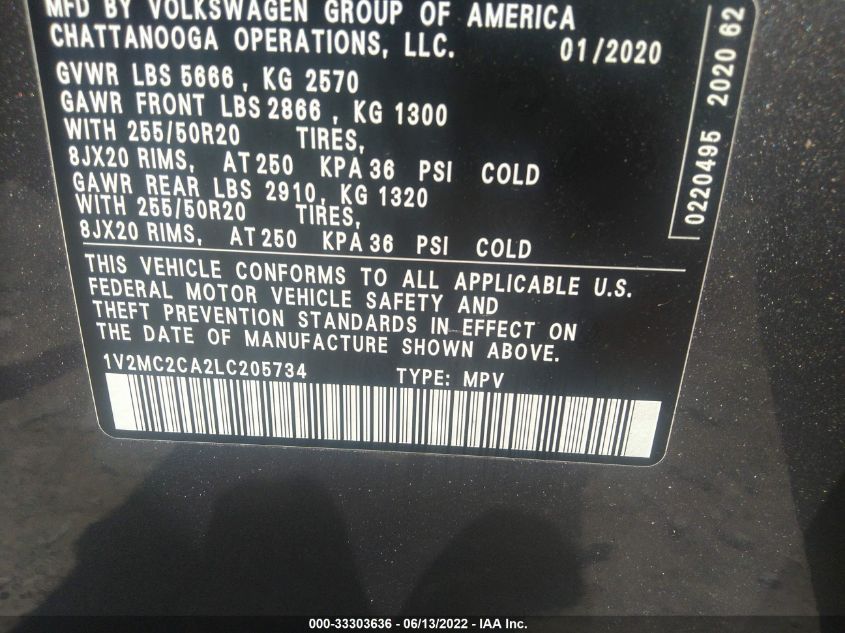 MFD BY VOLKSWAGEN GROUP OF AMERICA
CHATTANOOGA OPERATIONS, LLC. 01/2020
GVWR LBS 5666, KG 2570
GAWR FRONT LBS 2866, KG 1300
WITH 255/50R20 TIRES,
8JX20 RIMS, AT 250 KPA 36 PSI COLD
GAWR REAR LBS 2910, KG 1320
WITH 255/50R20 TIRES,
8JX20 RIMS, AT 250 KPA 36 PSI COLD
THIS VEHICLE CONFORMS TO ALL APPLICABLE U.S.
FEDERAL MOTOR VEHICLE SAFETY AND
THEFT PREVENTION STANDARDS IN EFFECT ON
THE DATE OF MANUFACTURE SHOWN ABOVE.
1V2MC2CA2LC205734 TYPE: MPV
0220495 2020 62
000-33303636 - 06/13/2022 - IAA Inc.